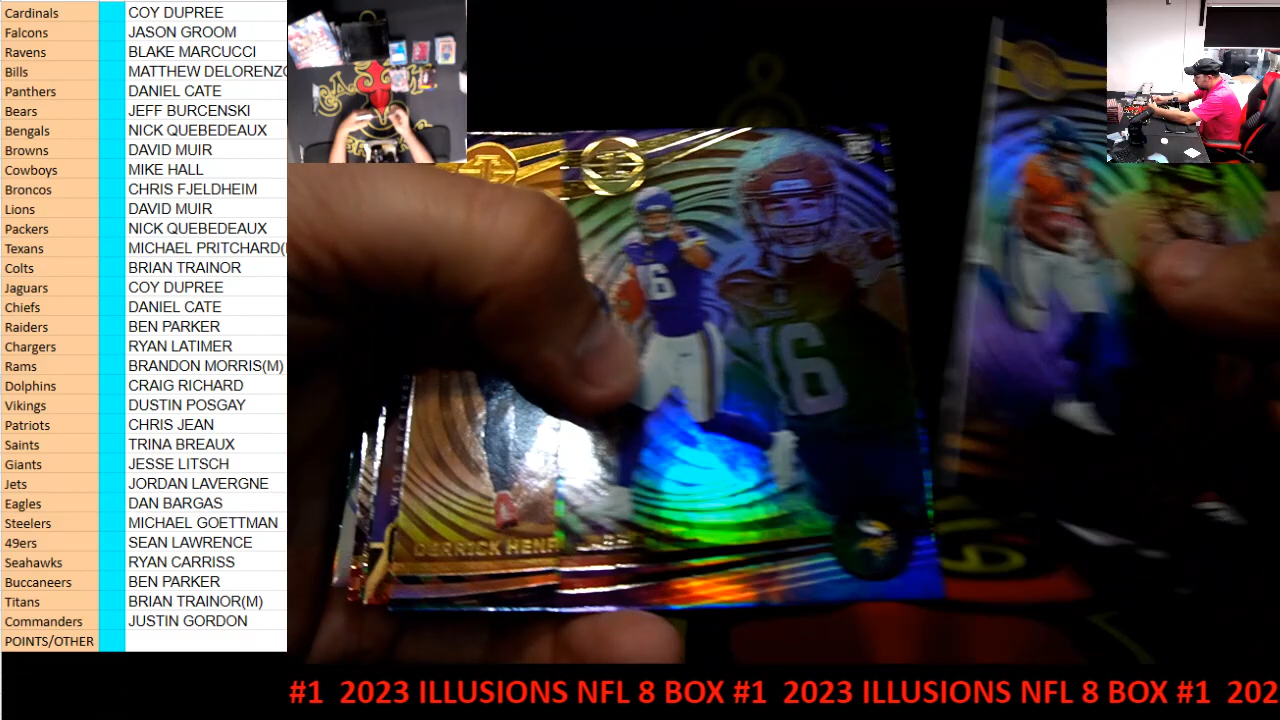 Cardinals COY DUPREE
Falcons JASON GROOM
Ravens BLAKE MARCUCCI
Bills MATTHEW DELORENZO
Panthers DANIEL CATE
Bears JEFF BURCENSKI
Bengals NICK QUEBEDEAUX
Browns DAVID MUIR
Cowboys MIKE HALL
Broncos CHRIS FJELDHEIM
Lions DAVID MUIR
Packers NICK QUEBEDEAUX
Texans MICHAEL PRITCHARD(
Colts BRIAN TRAINOR
Jaguars COY DUPREE
Chiefs DANIEL CATE
Raiders BEN PARKER
Chargers RYAN LATIMER
Rams BRANDON MORRIS(M)
Dolphins CRAIG RICHARD
Vikings DUSTIN POSGAY
Patriots CHRIS JEAN
Saints TRINA BREAUX
Giants JESSE LITSCH
Jets JORDAN LAVERGNE
Eagles DAN BARGAS
Steelers MICHAEL GOETTMAN
49ers SEAN LAWRENCE
Seahawks RYAN CARRISS
Buccaneers BEN PARKER
Titans BRIAN TRAINOR(M)
Commanders JUSTIN GORDON
POINTS/OTHER
16
16
DERRICK HENR
#1 2023 ILLUSIONS NFL 8 BOX #1 2023 ILLUSIONS NFL 8 BOX #1 202